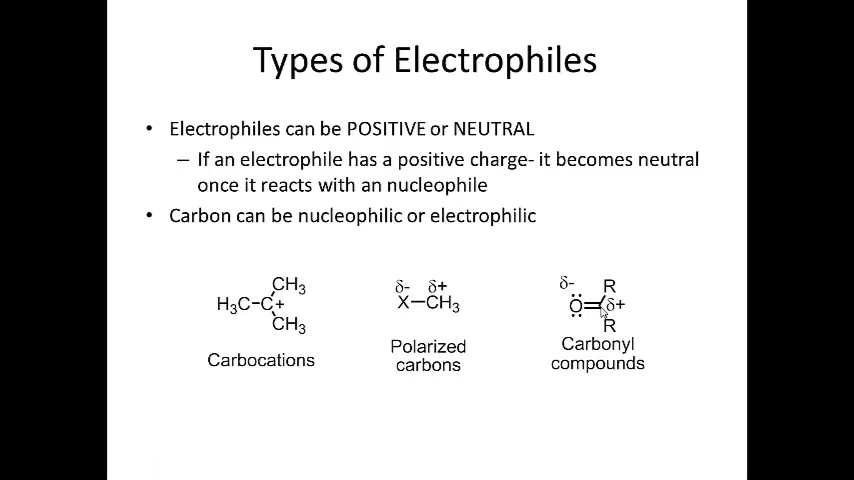 Types of Electrophiles
• Electrophiles can be POSITIVE or NEUTRAL
– If an electrophile has a positive charge- it becomes neutral
once it reacts with an nucleophile
• Carbon can be nucleophilic or electrophilic
CH₃
H₃C–C+
CH₃
Carbocations
δ- δ+
X–CH₃
Polarized
carbons
δ- R
O=δ+
R
Carbonyl
compounds